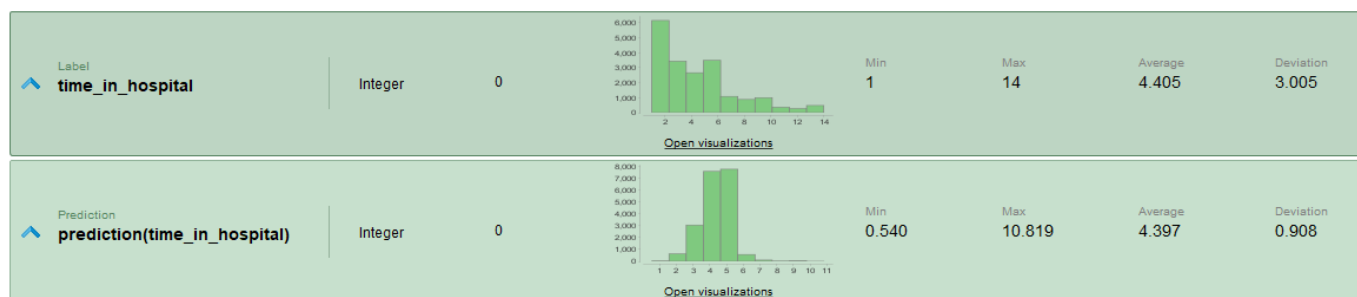 Label
time_in_hospital
Integer
0
6,000
5,000
4,000
3,000
2,000
1,000
0
2 4 6 8 10 12 14
Open visualizations
Min
1
Max
14
Average
4.405
Deviation
3.005
Prediction
prediction(time_in_hospital)
Integer
0
8,000
7,000
6,000
5,000
4,000
3,000
2,000
1,000
0
1 2 3 4 5 6 7 8 9 10 11
Open visualizations
Min
0.540
Max
10.819
Average
4.397
Deviation
0.908